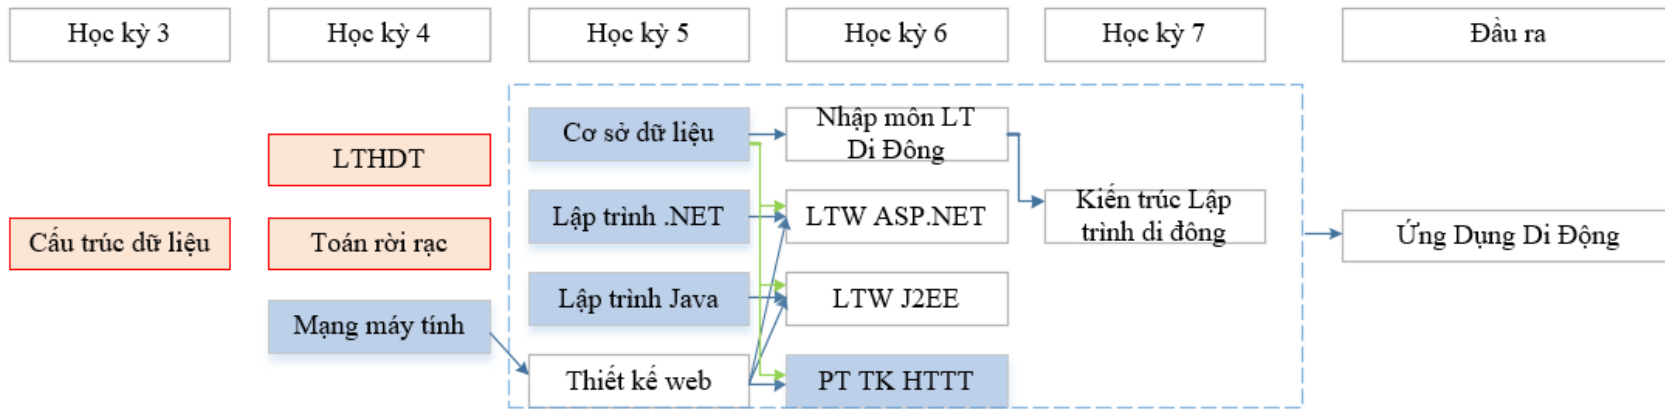 Học kỳ 3
Học kỳ 4
Học kỳ 5
Học kỳ 6
Học kỳ 7
Đầu ra
Cấu trúc dữ liệu
LTHDT
Toán rời rạc
Mạng máy tính
Cơ sở dữ liệu
Lập trình .NET
Lập trình Java
Thiết kế web
Nhập môn LT
Di Đông
LTW ASP.NET
LTW J2EE
PT TK HTTT
Kiến trúc Lập
trình di đông
Ứng Dụng Di Động